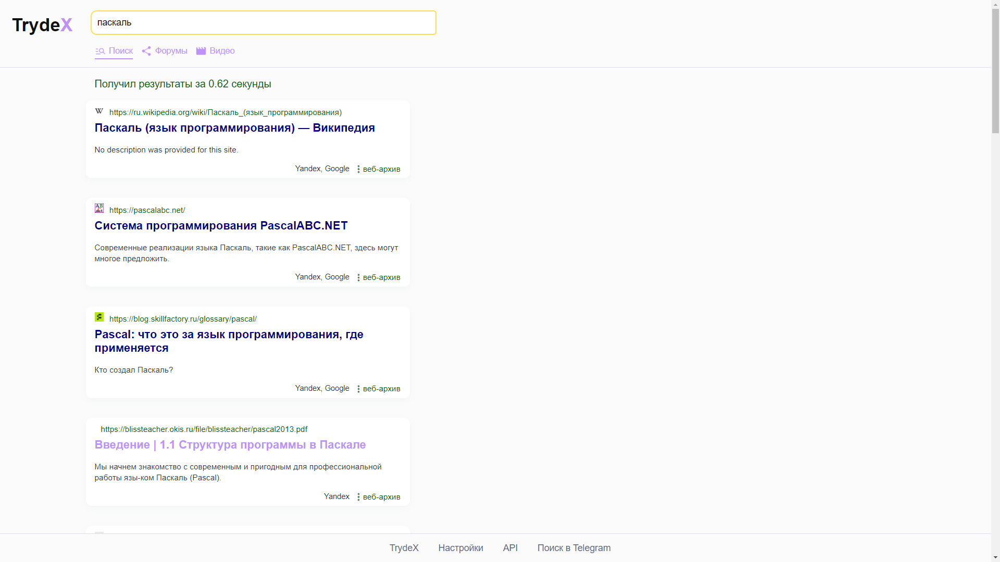 TrydeX
паскаль
Поиск
Форумы
Видео
Получил результаты за 0.62 секунды
https://ru.wikipedia.org/wiki/Паскаль_(язык_программирования)
Паскаль (язык программирования) — Википедия
No description was provided for this site.
Yandex, Google
веб-архив
https://pascalabc.net/
Система программирования PascalABC.NET
Современные реализации языка Паскаль, такие как PascalABC.NET, здесь могут
многое предложить.
Yandex, Google
веб-архив
https://blog.skillfactory.ru/glossary/pascal/
Pascal: что это за язык программирования, где
применяется
Кто создал Паскаль?
Yandex, Google
веб-архив
https://blissteacher.okis.ru/file/blissteacher/pascal2013.pdf
Введение | 1.1 Структура программы в Паскале
Мы начнем знакомство с современным и пригодным для профессиональной
работы язы-ком Паскаль (Pascal).
Yandex
веб-архив
TrydeX
Настройки
API
Поиск в Telegram